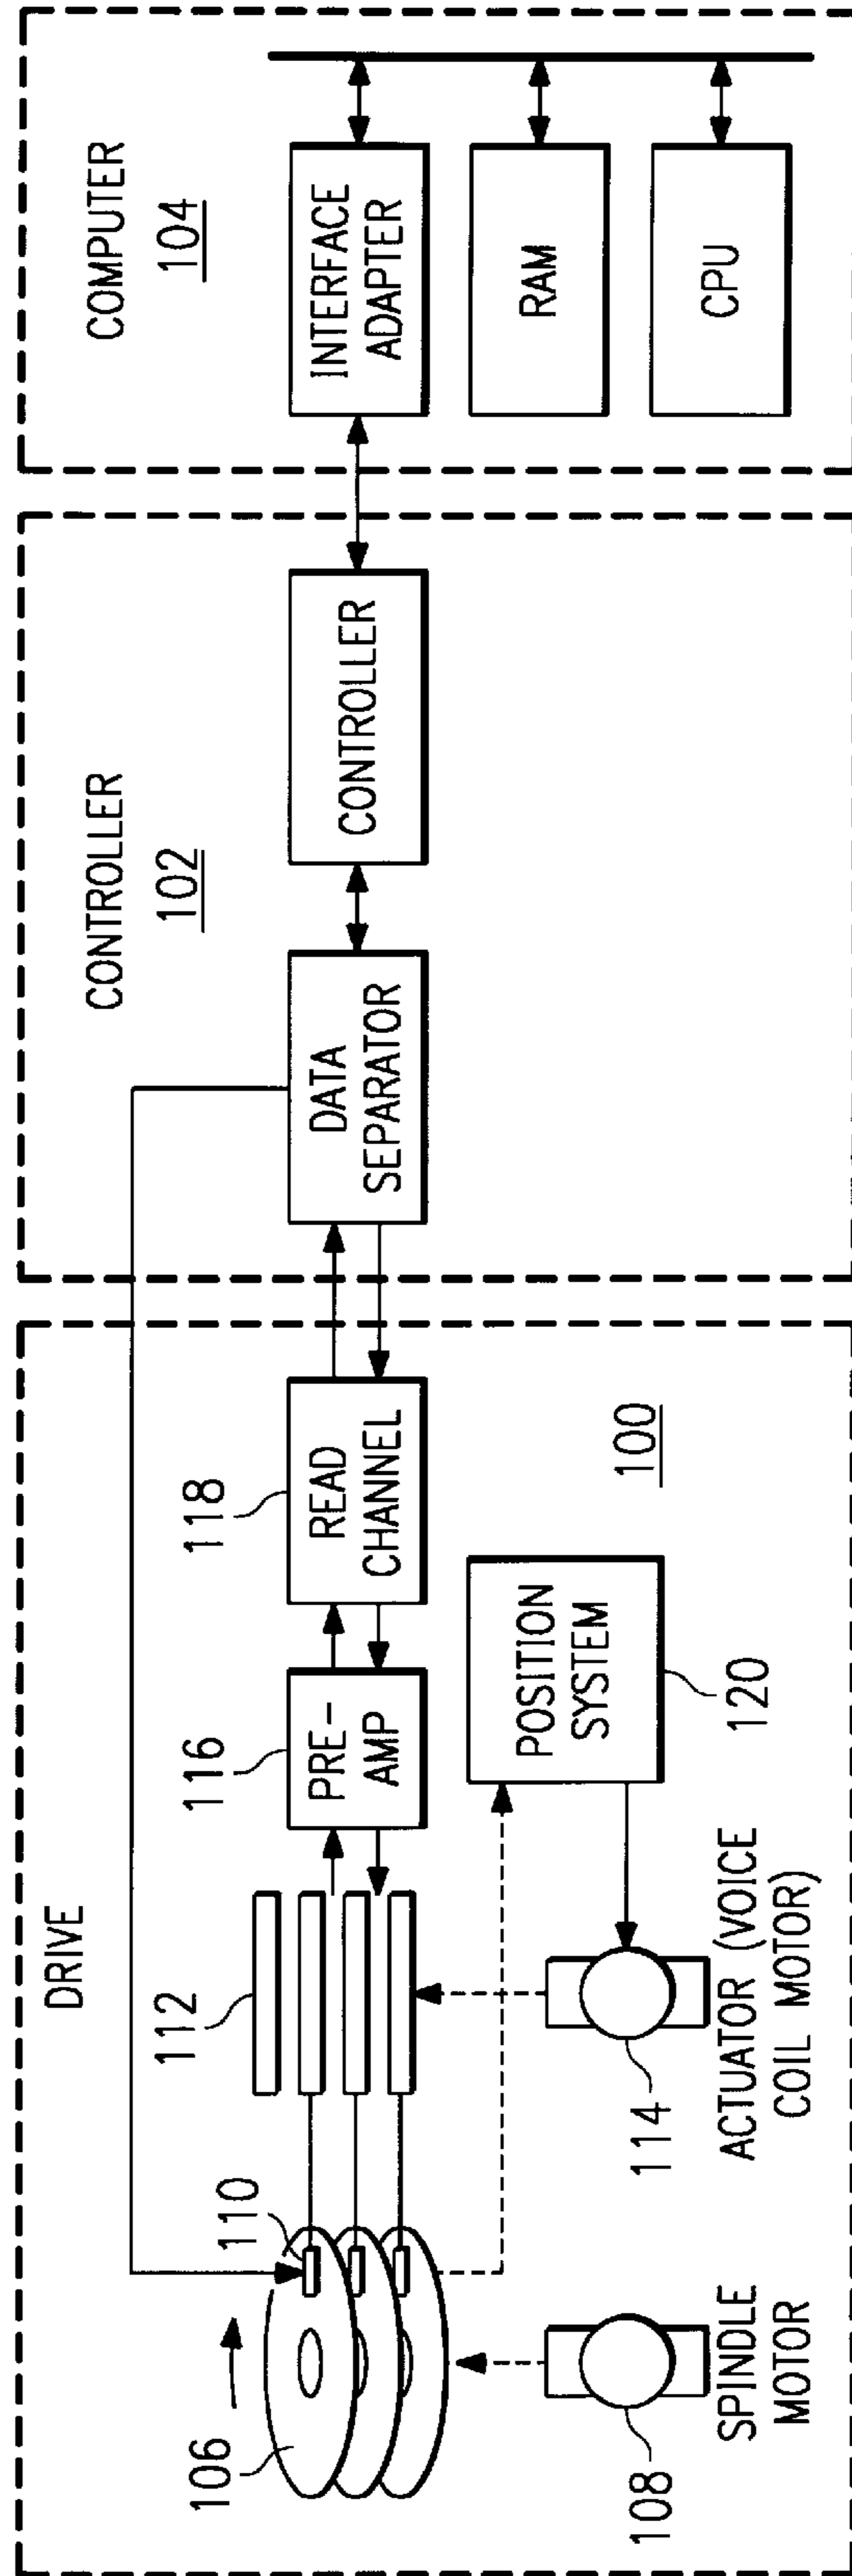 DRIVE
106
110
112
116
PRE-
AMP
118
READ
CHANNEL
POSITION
SYSTEM
120
100
108
SPINDLE
MOTOR
114
ACTUATOR (VOICE
COIL MOTOR)
CONTROLLER
102
DATA
SEPARATOR
CONTROLLER
COMPUTER
104
INTERFACE
ADAPTER
RAM
CPU